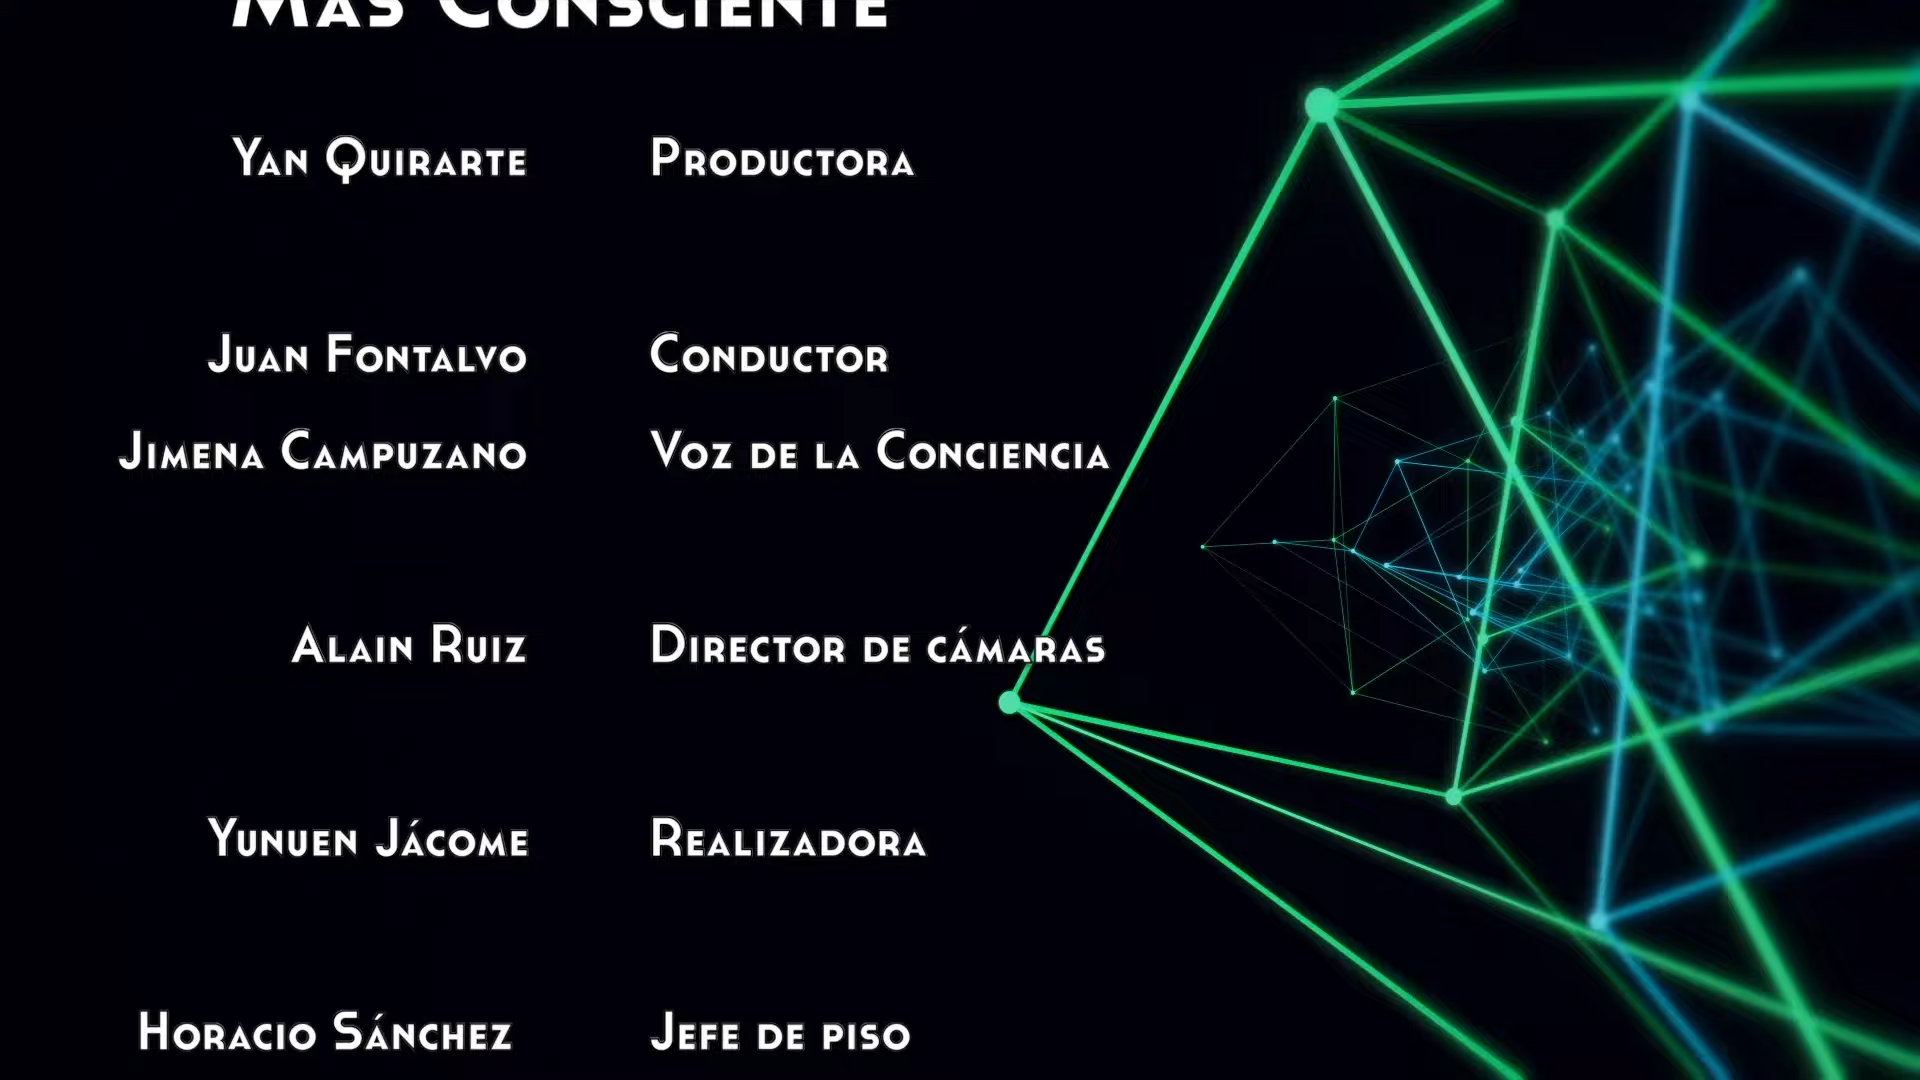 Más Consciente
Yan Quirarte Productora
Juan Fontalvo Conductor
Jimena Campuzano Voz de la Conciencia
Alain Ruiz Director de cámaras
Yunuen Jácome Realizadora
Horacio Sánchez Jefe de piso